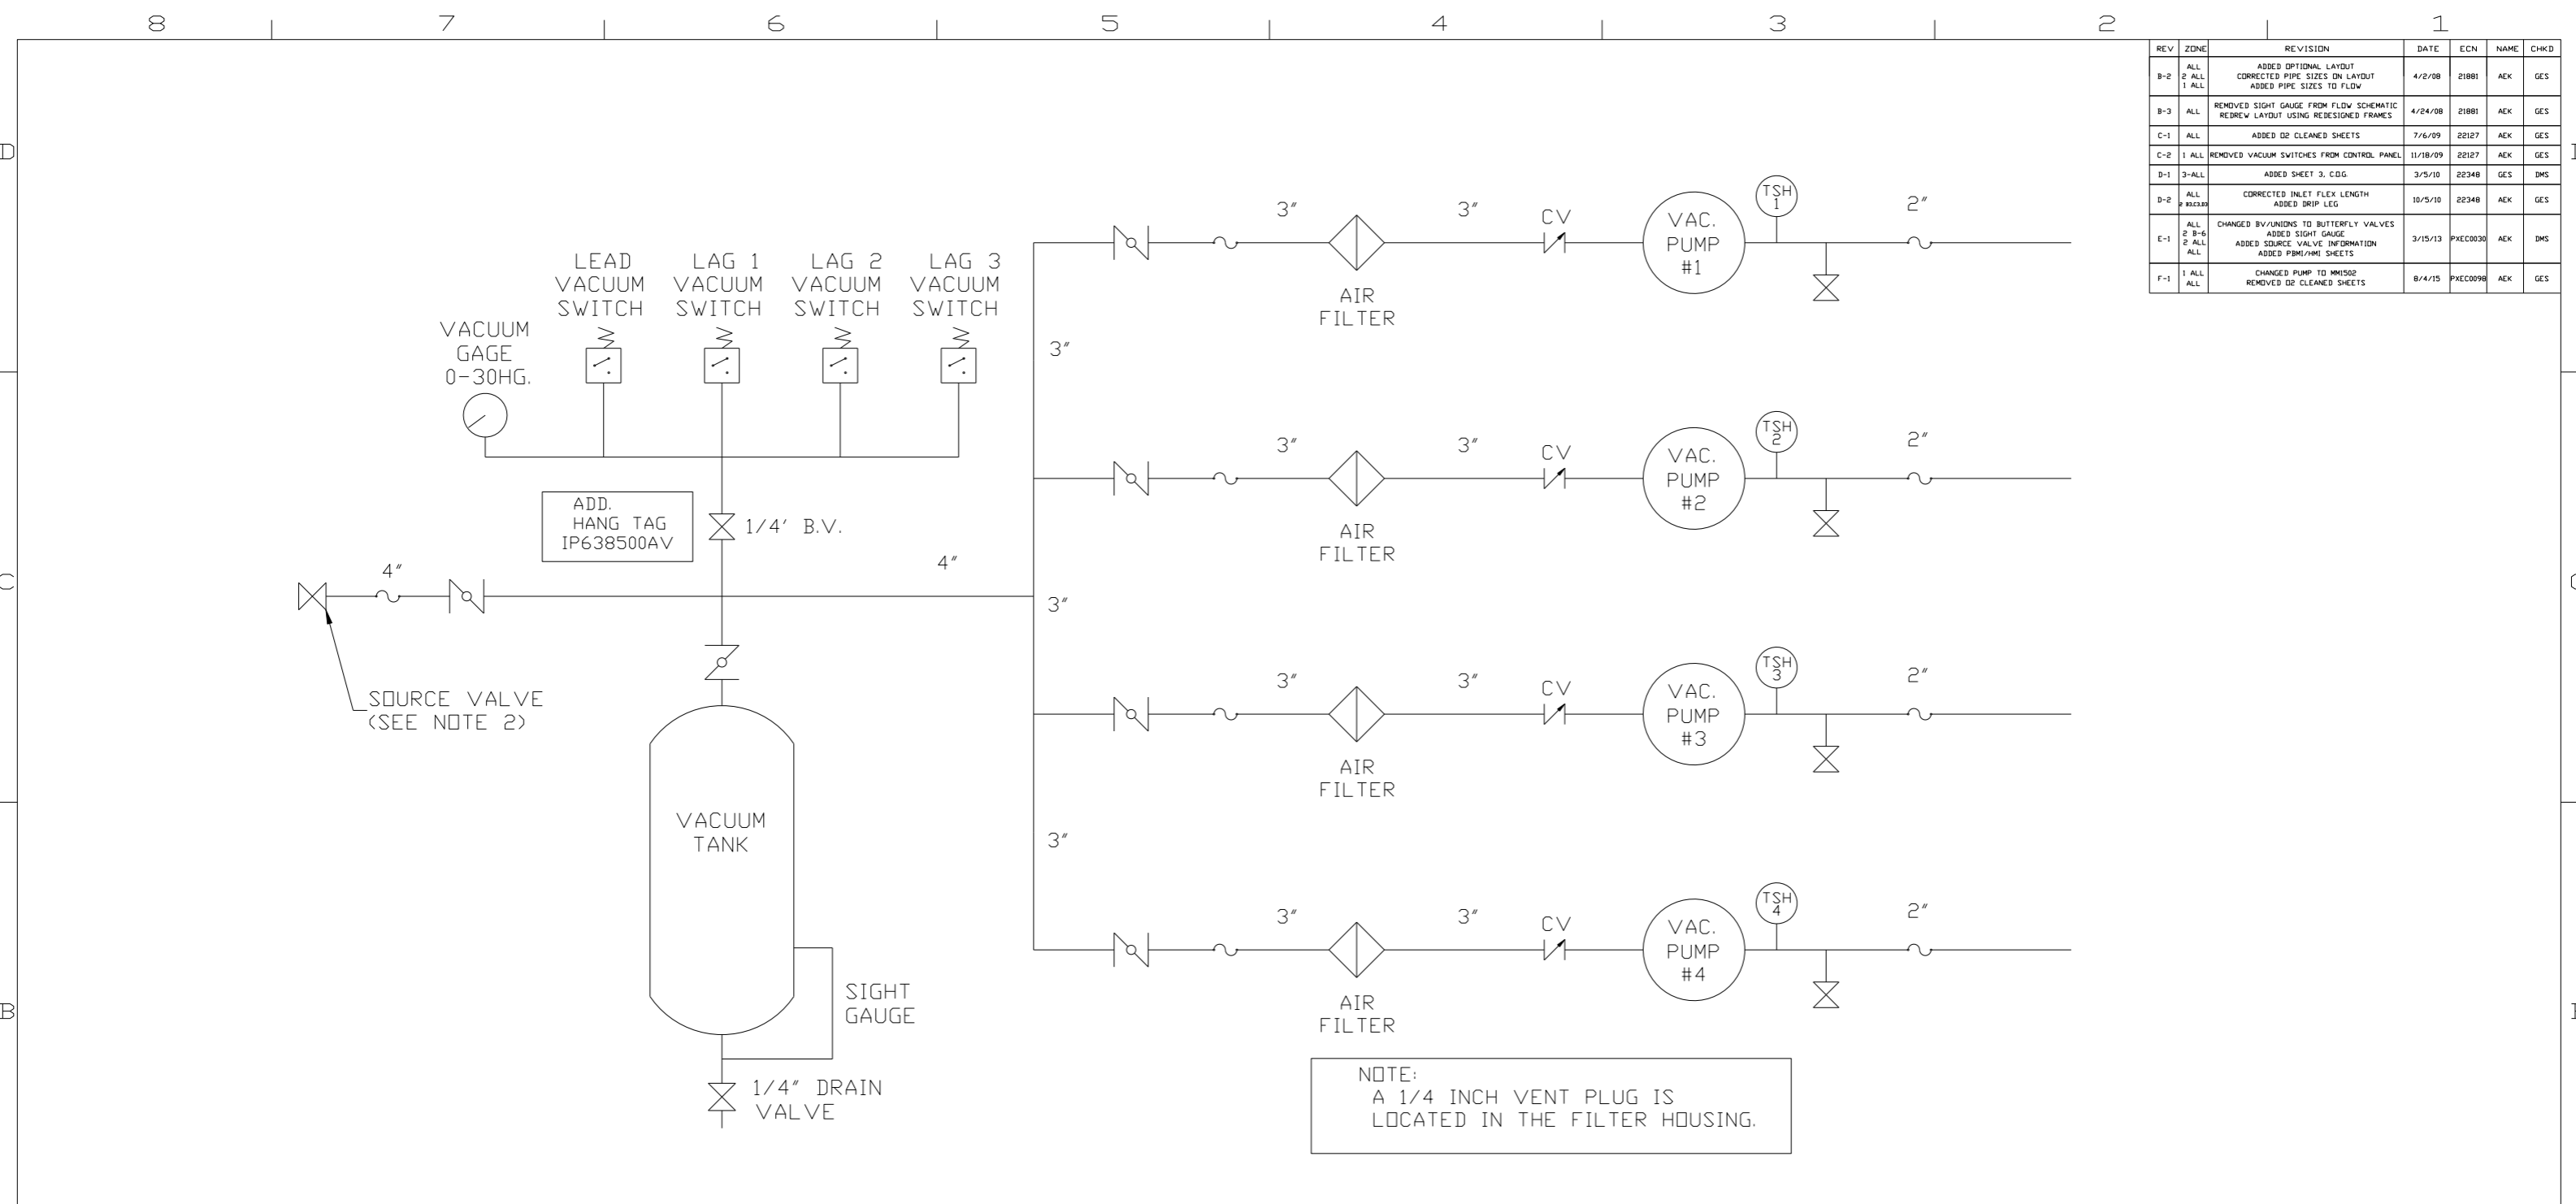 8 7 6 5 4 3 2 1
REV ZONE REVISION DATE ECN NAME CHKD
B-2 ALL 2 ALL 1 ALL ADDED OPTIONAL LAYOUT CORRECTED PIPE SIZES ON LAYOUT ADDED PIPE SIZES TO FLOW 4/2/08 21881 AEK GES
B-3 ALL REMOVED SIGHT GAUGE FROM FLOW SCHEMATIC REDREW LAYOUT USING REDESIGNED FRAMES 4/24/08 21881 AEK GES
C-1 ALL ADDED O2 CLEANED SHEETS 7/6/09 22127 AEK GES
C-2 1 ALL REMOVED VACUUM SWITCHES FROM CONTROL PANEL 11/18/09 22127 AEK GES
D-1 3-ALL ADDED SHEET 3, C.O.G. 3/5/10 22348 GES DMS
D-2 ALL CORRECTED INLET FLEX LENGTH ADDED DRIP LEG 10/5/10 22348 AEK GES
E-1 ALL 2 B-6 2 ALL ALL CHANGED BV/UNIONS TO BUTTERFLY VALVES ADDED SIGHT GAUGE ADDED SOURCE VALVE INFORMATION ADDED PBMI/HMI SHEETS 3/15/13 PXEC0030 AEK DMS
F-1 1 ALL ALL CHANGED PUMP TO MM1502 REMOVED O2 CLEANED SHEETS 8/4/15 PXEC0098 AEK GES
D
C
B
LEAD
VACUUM
SWITCH
LAG 1
VACUUM
SWITCH
LAG 2
VACUUM
SWITCH
LAG 3
VACUUM
SWITCH
VACUUM
GAGE
0-30HG.
ADD.
HANG TAG
IP638500AV
1/4' B.V.
4"
4"
SOURCE VALVE
(SEE NOTE 2)
VACUUM
TANK
SIGHT
GAUGE
1/4" DRAIN
VALVE
3"
3"
3"
3" 3" CV
AIR
FILTER
VAC.
PUMP
#1
TSH
1
2"
3" 3" CV
AIR
FILTER
VAC.
PUMP
#2
TSH
2
2"
3" 3" CV
AIR
FILTER
VAC.
PUMP
#3
TSH
3
2"
3" 3" CV
AIR
FILTER
VAC.
PUMP
#4
TSH
4
2"
NOTE:
A 1/4 INCH VENT PLUG IS
LOCATED IN THE FILTER HOUSING.